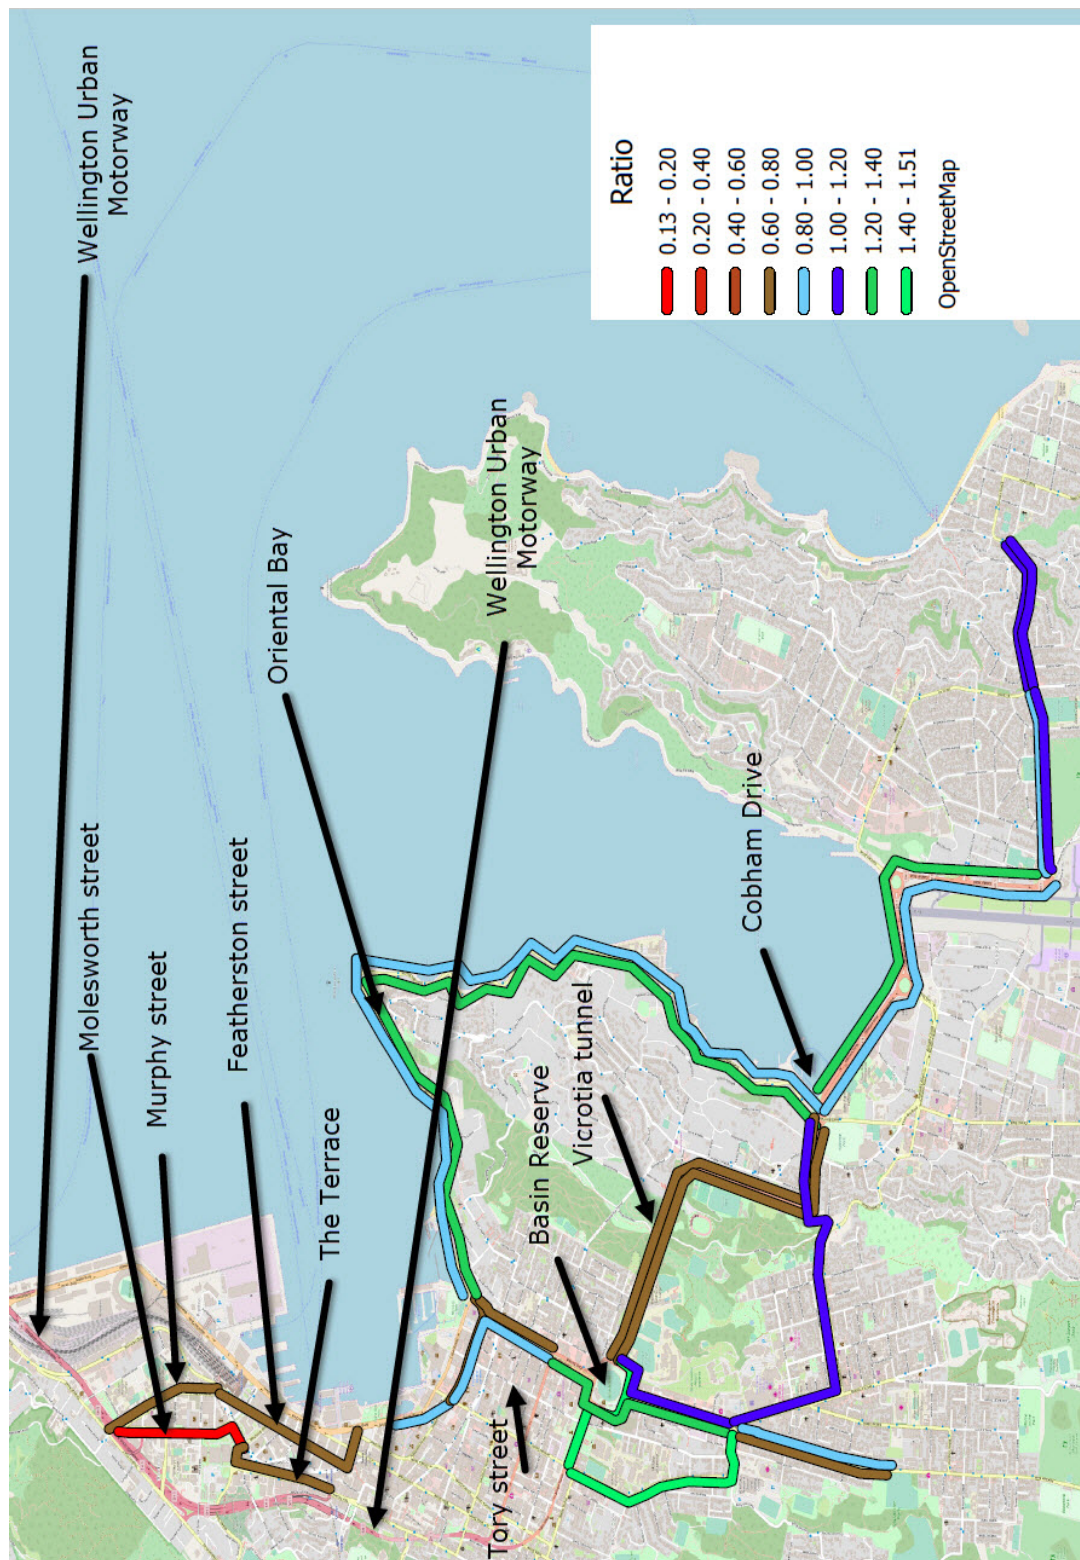 Wellington Urban
Motorway
Molesworth street
Murphy street
Featherston street
The Terrace
Oriental Bay
Wellington Urban
Motorway
Tory street
Basin Reserve
Vicrotia tunnel
Cobham Drive
Ratio
0.13 - 0.20
0.20 - 0.40
0.40 - 0.60
0.60 - 0.80
0.80 - 1.00
1.00 - 1.20
1.20 - 1.40
1.40 - 1.51
OpenStreetMap